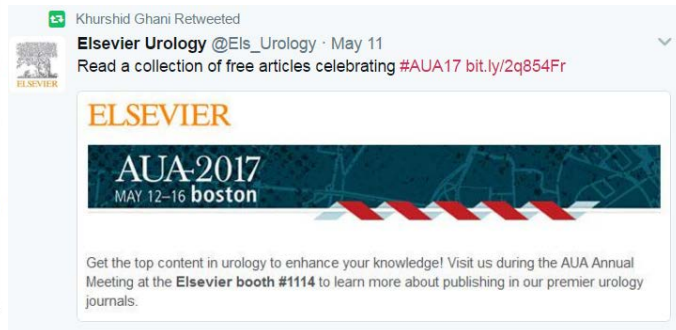 Khurshid Ghani Retweeted
Elsevier Urology @Els_Urology · May 11
Read a collection of free articles celebrating #AUA17 bit.ly/2q854Fr
ELSEVIER
ELSEVIER
AUA-2017
MAY 12–16 boston
Get the top content in urology to enhance your knowledge! Visit us during the AUA Annual
Meeting at the Elsevier booth #1114 to learn more about publishing in our premier urology
journals.